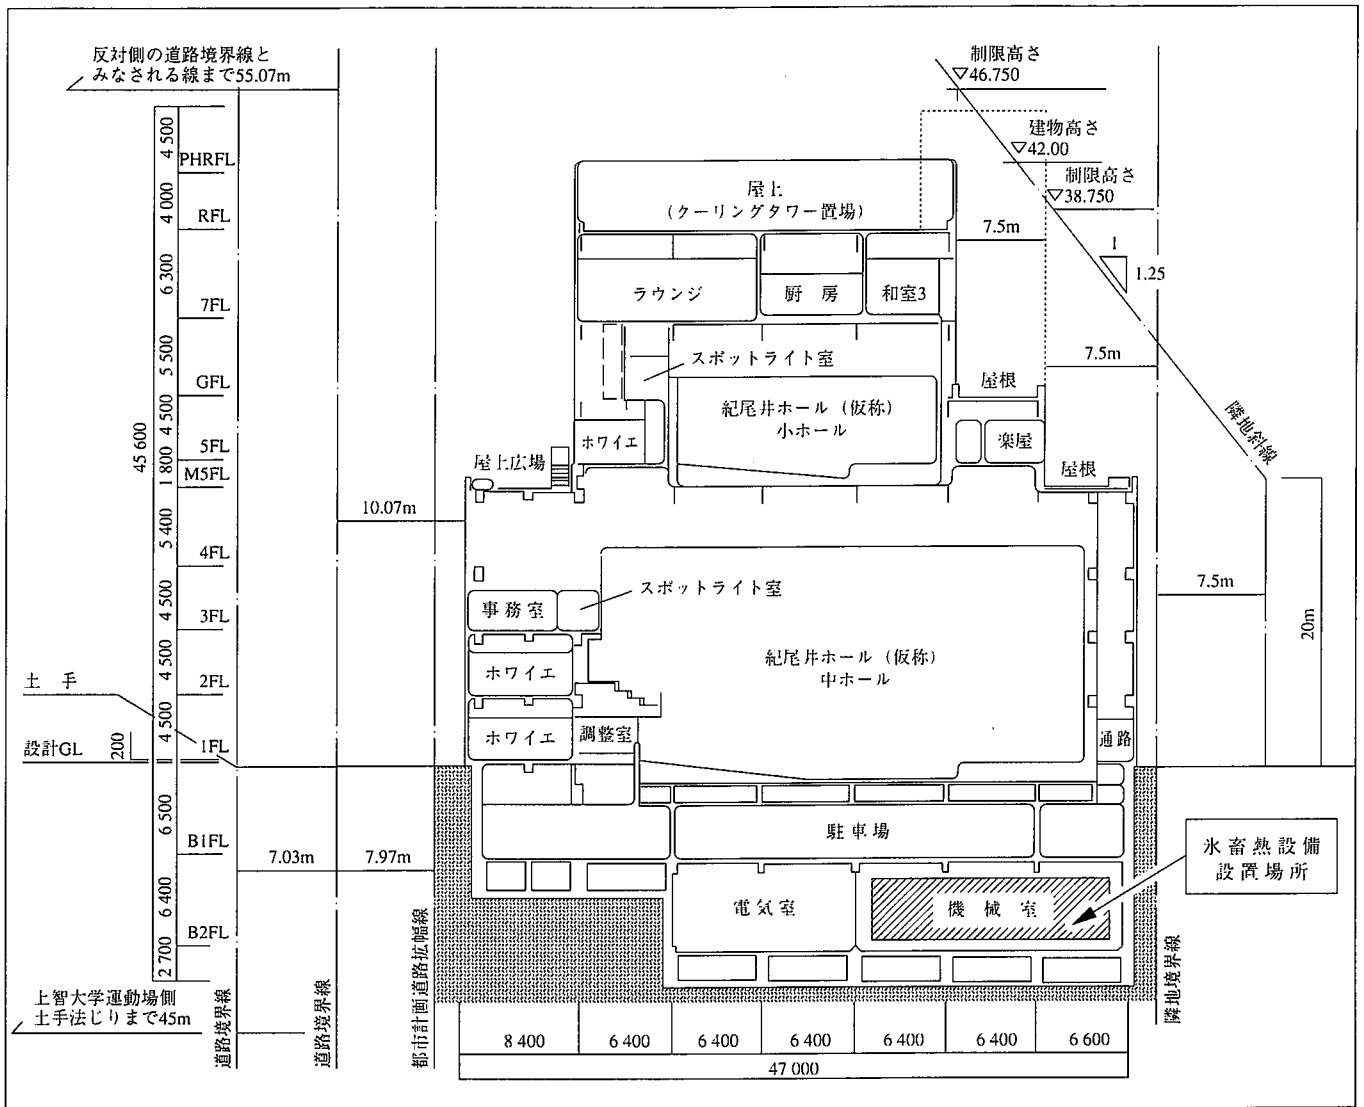 反対側の道路境界線と
みなされる線まで55.07m
制限高さ
▽46.750
建物高さ
▽42.00
制限高さ
▽38.750
4 500
PHRFL
4 000
RFL
6 300
7FL
5 500
GFL
4 500
5FL
1 800
M5FL
45 600
5 400
4FL
4 500
3FL
4 500
2FL
4 500
1FL
土手
設計GL
200
6 500
B1FL
6 400
B2FL
2 700
屋上
(クーリングタワー置場)
7.5m
1
1.25
ラウンジ
厨房
和室3
スポットライト室
7.5m
屋根
紀尾井ホール(仮称)
小ホール
ホワイエ
楽屋
隣地斜線
屋上広場
屋根
10.07m
スポットライト室
7.5m
20m
事務室
紀尾井ホール(仮称)
中ホール
ホワイエ
ホワイエ
調整室
通路
駐車場
7.03m
7.97m
氷畜熱設備
設置場所
電気室
機械室
上智大学運動場側
土手法じりまで45m
道路境界線
道路境界線
都市計画道路拡幅線
隣地境界線
8 400
6 400
6 400
6 400
6 400
6 400
6 600
47 000